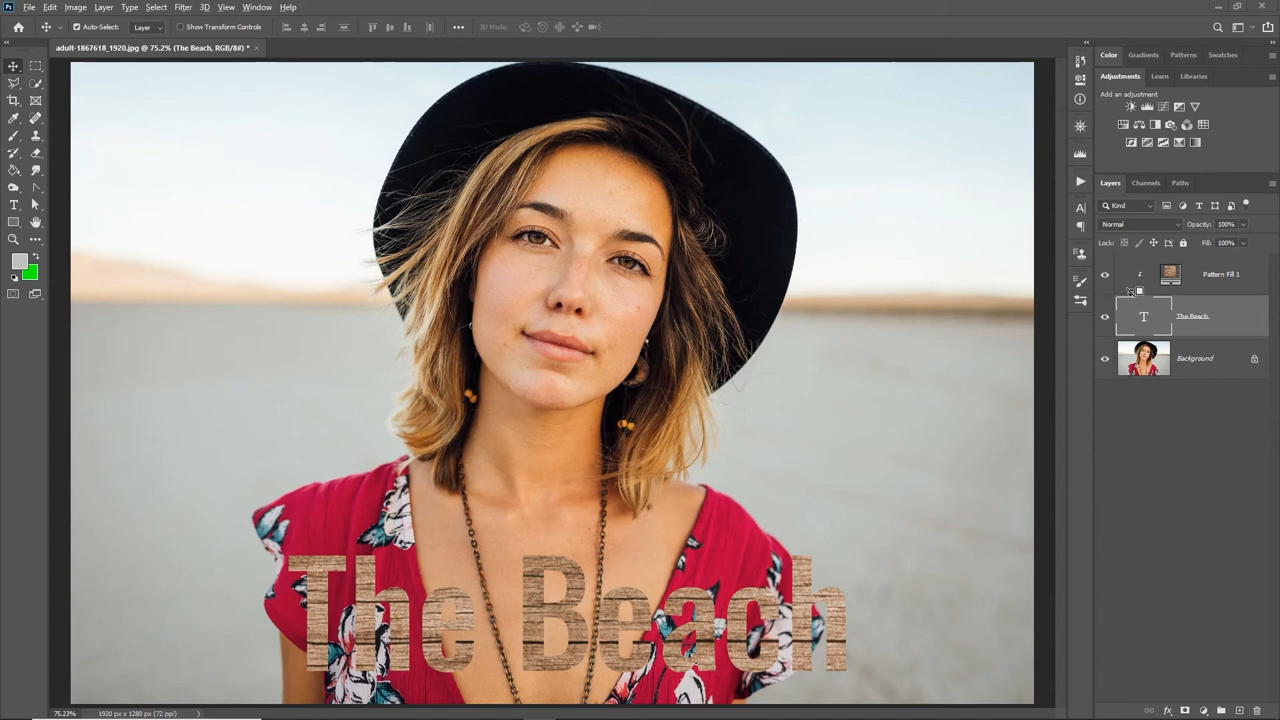 Ps File Edit Image Layer Type Select Filter 3D View Window Help
Auto-Select: Layer Show Transform Controls ••• 3D Mode:
adult-1867618_1920.jpg @ 75.2% (The Beach, RGB/8#) * ×
Color Gradients Patterns Swatches
Adjustments Learn Libraries
Add an adjustment
Layers Channels Paths
Kind
Normal Opacity: 100%
Lock: Fill: 100%
Pattern Fill 1
T The Beach
Background
The Beach
75.23% 1920 px x 1280 px (72 ppi)